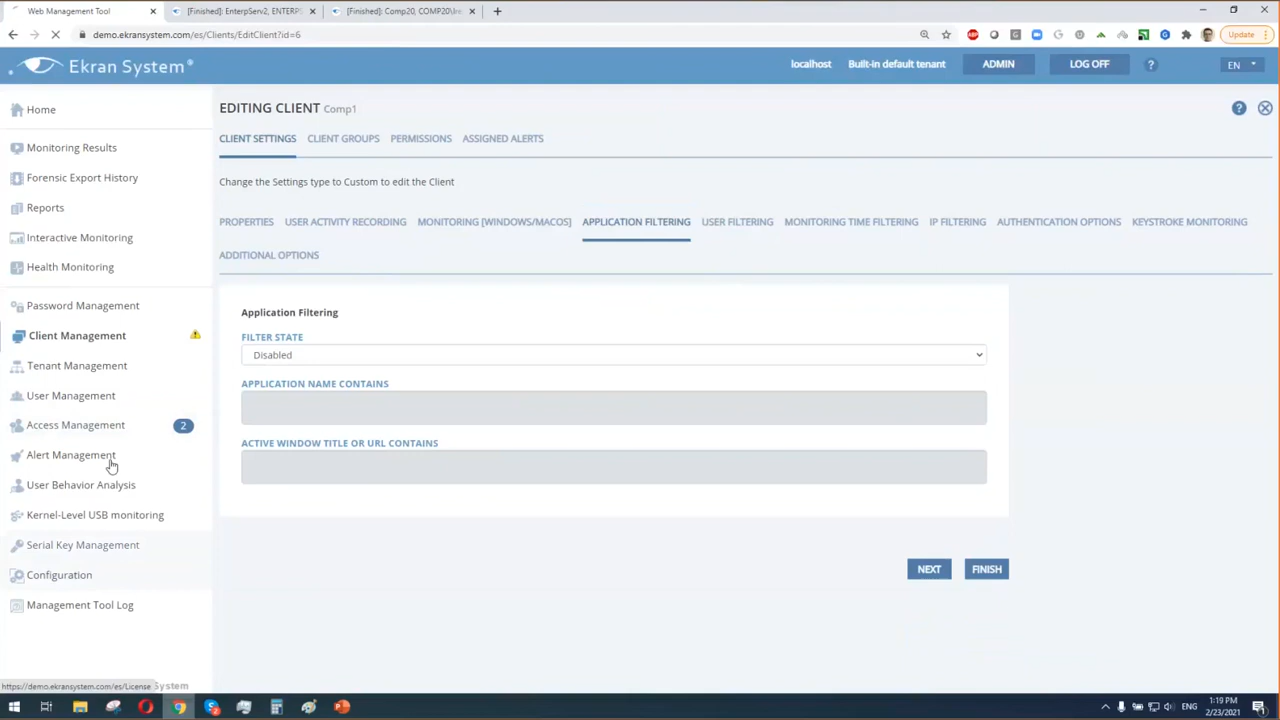 Web Management Tool
[Finished]: EnterpServ2, ENTERP
[Finished]: Comp20, COMP20\Ire
demo.ekransystem.com/es/Clients/EditClient?id=6
ABP
Update
Ekran System®
localhost
Built-in default tenant
ADMIN
LOG OFF
?
EN
Home
Monitoring Results
Forensic Export History
Reports
Interactive Monitoring
Health Monitoring
Password Management
Client Management
Tenant Management
User Management
Access Management
2
Alert Management
User Behavior Analysis
Kernel-Level USB monitoring
Serial Key Management
Configuration
Management Tool Log
https://demo.ekransystem.com/es/License
System
EDITING CLIENT Comp1
?
CLIENT SETTINGS
CLIENT GROUPS
PERMISSIONS
ASSIGNED ALERTS
Change the Settings type to Custom to edit the Client
PROPERTIES
USER ACTIVITY RECORDING
MONITORING [WINDOWS/MACOS]
APPLICATION FILTERING
USER FILTERING
MONITORING TIME FILTERING
IP FILTERING
AUTHENTICATION OPTIONS
KEYSTROKE MONITORING
ADDITIONAL OPTIONS
Application Filtering
FILTER STATE
Disabled
APPLICATION NAME CONTAINS
ACTIVE WINDOW TITLE OR URL CONTAINS
NEXT
FINISH
ENG
1:19 PM
2/23/2021